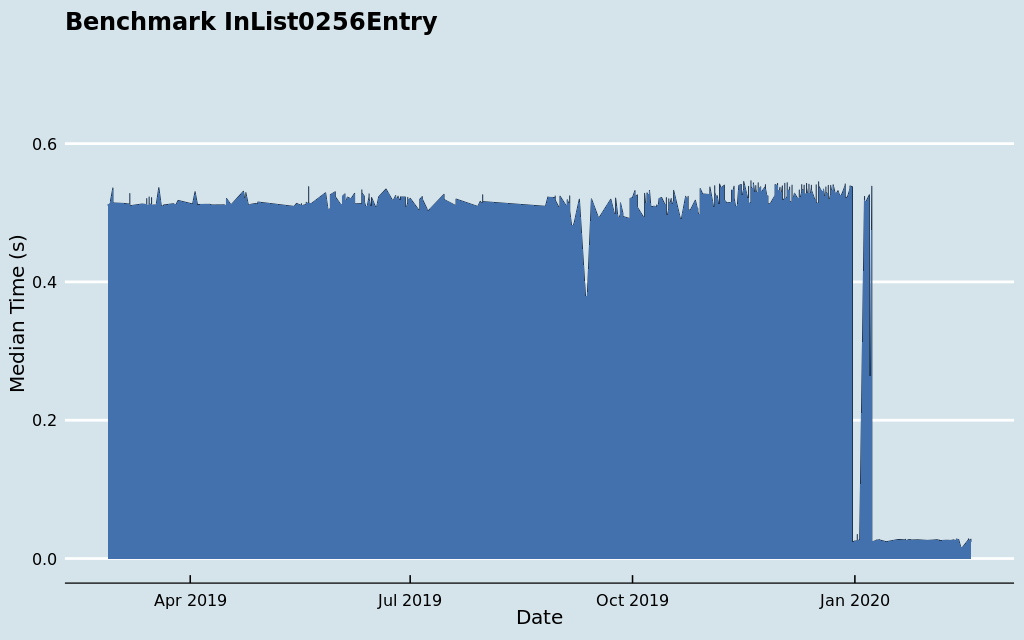 Benchmark InList0256Entry
Median Time (s)
0.6
0.4
0.2
0.0
Apr 2019
Jul 2019
Oct 2019
Jan 2020
Date